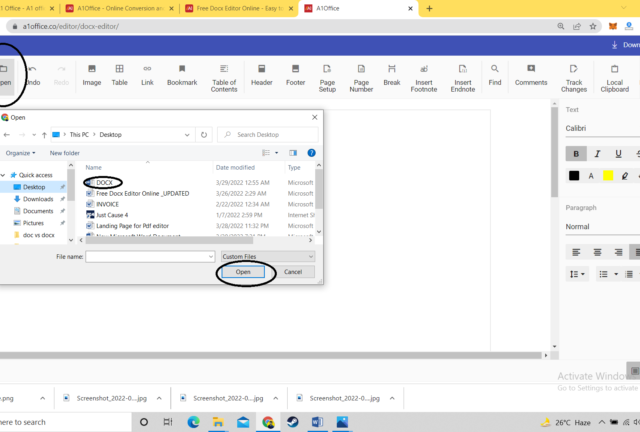 1 Office - A1 off
A1Office - Online Conversion an
Free Docx Editor Online - Easy to
A1Office
a1office.co/editor/docx-editor/
Down
pen
Undo
Redo
Image
Table
Link
Bookmark
Table of Contents
Header
Footer
Page Setup
Page Number
Break
Insert Footnote
Insert Endnote
Find
Comments
Track Changes
Local Clipboard
Text
Calibri
B I U
A
Paragraph
Normal
Open
This PC > Desktop
Search Desktop
Organize
New folder
Name
Date modified
Type
Quick access
Desktop
Downloads
Documents
Pictures
doc vs docx
DOCX 3/29/2022 12:55 AM Microsoft
Free Docx Editor Online _UPDATED 3/26/2022 2:29 AM Microsoft
INVOICE 2/22/2022 12:34 AM Microsoft
Just Cause 4 1/7/2022 2:59 PM Internet S
Landing Page for Pdf editor 3/28/2022 11:32 PM Microsoft
File name:
Custom Files
Open
Cancel
Activate Window
Go to Settings to activate
e.png
Screenshot_2022-0....jpg
Screenshot_2022-0....jpg
Screenshot_2022-0....jpg
here to search
26°C Haze